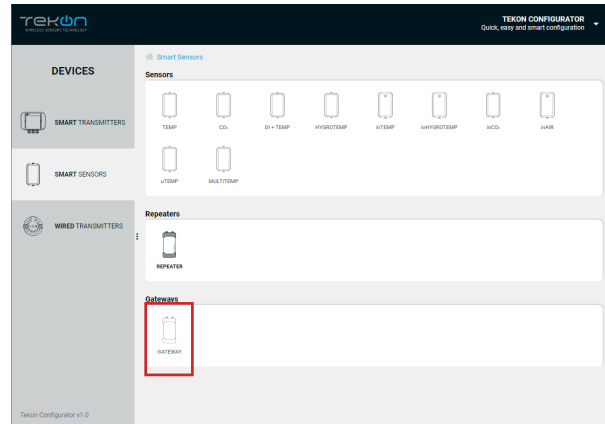 TEKON
WIRELESS SENSORS TECHNOLOGY
TEKON CONFIGURATOR
Quick, easy and smart configuration
DEVICES
SMART TRANSMITTERS
SMART SENSORS
WIRED TRANSMITTERS
Tekon Configurator v1.0
Smart Sensors
Sensors
TEMP CO₂ DI + TEMP HYGROTEMP inTEMP inHYGROTEMP inCO₂ inAIR
uTEMP MULTITEMP
Repeaters
REPEATER
Gateways
GATEWAY